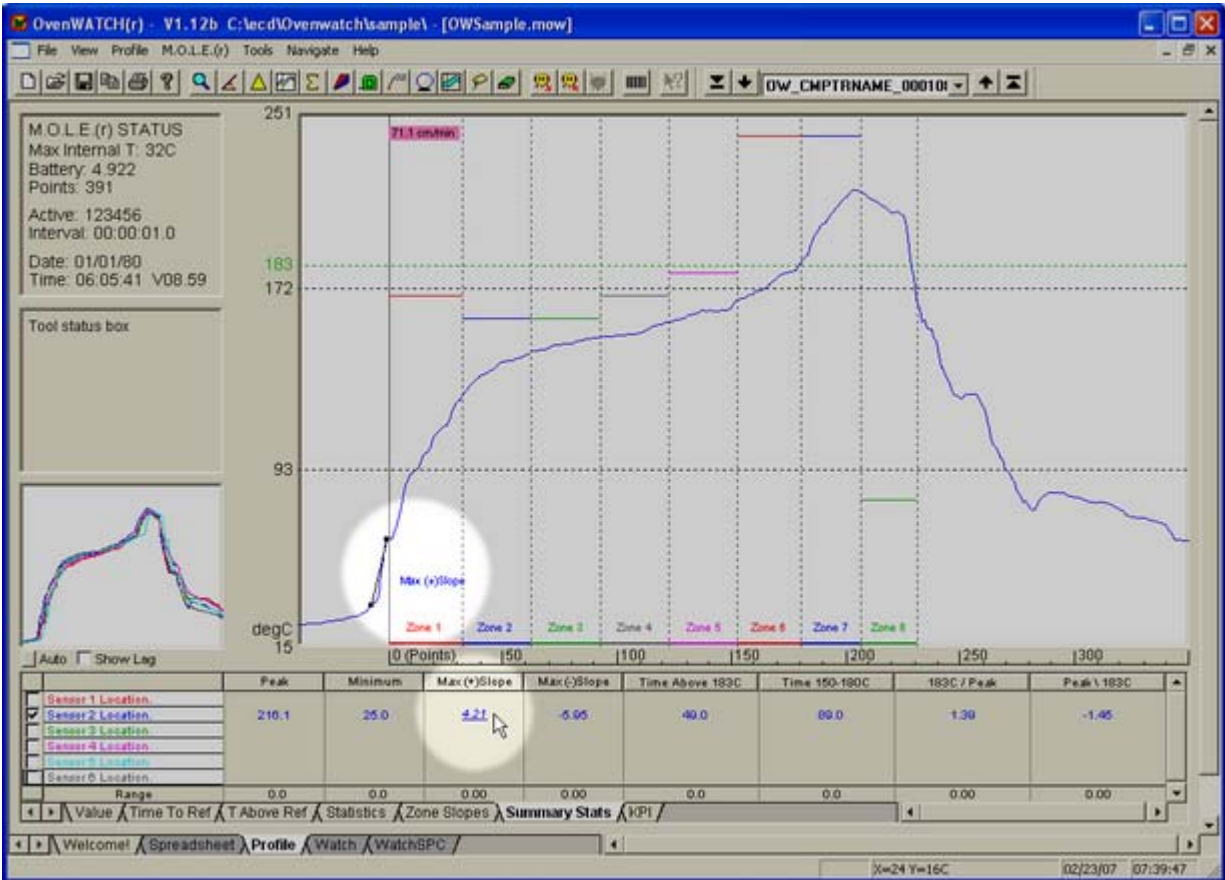 OvenWATCH(r) - V1.12b C:\ecd\Ovenwatch\sample\ - [OWSample.mow]
File View Profile M.O.L.E.(r) Tools Navigate Help
OW_CMPTRNAME_00010
M.O.L.E.(r) STATUS
Max Internal T: 32C
Battery: 4.922
Points: 391
Active: 123456
Interval: 00:00:01.0
Date: 01/01/80
Time: 06:05:41 V08.59
Tool status box
251
71.1 cm/min
183
172
93
Max (+)Slope
degC
15
Zone 1 Zone 2 Zone 3 Zone 4 Zone 5 Zone 6 Zone 7 Zone 8
0 (Points) 50 100 150 200 250 300
Auto Show Lag
Peak Minimum Max (+)Slope Max (-)Slope Time Above 183C Time 150-180C 183C / Peak Peak \ 183C
Sensor 1 Location.
Sensor 2 Location. 216.1 25.0 4.21 -5.95 49.0 89.0 1.39 -1.45
Sensor 3 Location.
Sensor 4 Location.
Sensor 5 Location.
Sensor 6 Location.
Range 0.0 0.0 0.00 0.00 0.0 0.0 0.00 0.00
Value Time To Ref T Above Ref Statistics Zone Slopes Summary Stats KPI
Welcome! Spreadsheet Profile Watch WatchSPC
X=24 Y=16C 02/23/07 07:39:47